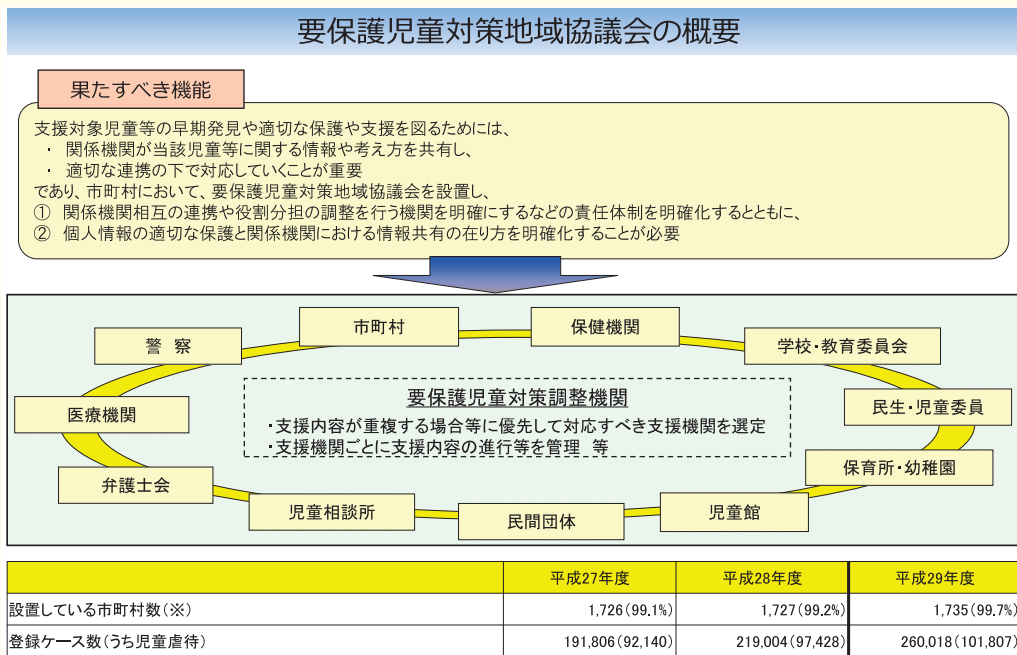 要保護児童対策地域協議会の概要
果たすべき機能
支援対象児童等の早期発見や適切な保護や支援を図るためには、
・ 関係機関が当該児童等に関する情報や考え方を共有し、
・ 適切な連携の下で対応していくことが重要
であり、市町村において、要保護児童対策地域協議会を設置し、
① 関係機関相互の連携や役割分担の調整を行う機関を明確にするなどの責任体制を明確化するとともに、
② 個人情報の適切な保護と関係機関における情報共有の在り方を明確化することが必要
市町村
保健機関
警 察
学校・教育委員会
医療機関
民生・児童委員
要保護児童対策調整機関
・支援内容が重複する場合等に優先して対応すべき支援機関を選定
・支援機関ごとに支援内容の進行等を管理 等
弁護士会
保育所・幼稚園
児童相談所
民間団体
児童館
平成27年度 平成28年度 平成29年度
設置している市町村数(※) 1,726(99.1%) 1,727(99.2%) 1,735(99.7%)
登録ケース数(うち児童虐待) 191,806(92,140) 219,004(97,428) 260,018(101,807)